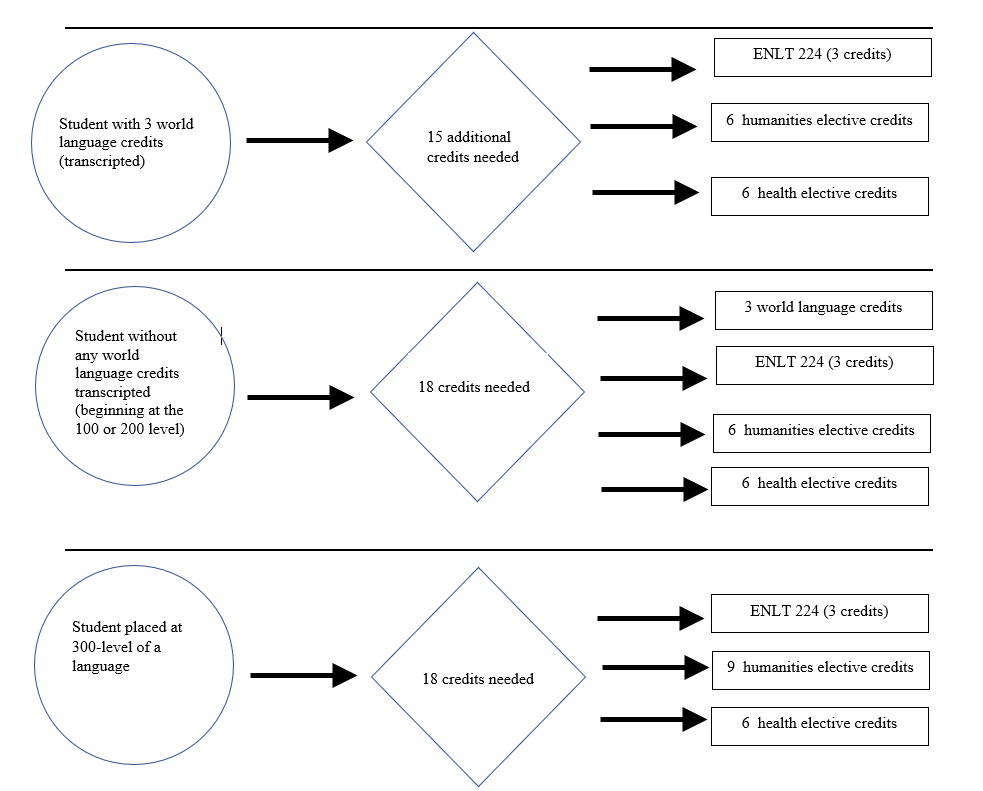 Student with 3 world
language credits
(transcripted)
15 additional
credits needed
ENLT 224 (3 credits)
6 humanities elective credits
6 health elective credits
Student without
any world
language credits
transcripted
(beginning at the
100 or 200 level)
18 credits needed
3 world language credits
ENLT 224 (3 credits)
6 humanities elective credits
6 health elective credits
Student placed at
300-level of a
language
18 credits needed
ENLT 224 (3 credits)
9 humanities elective credits
6 health elective credits